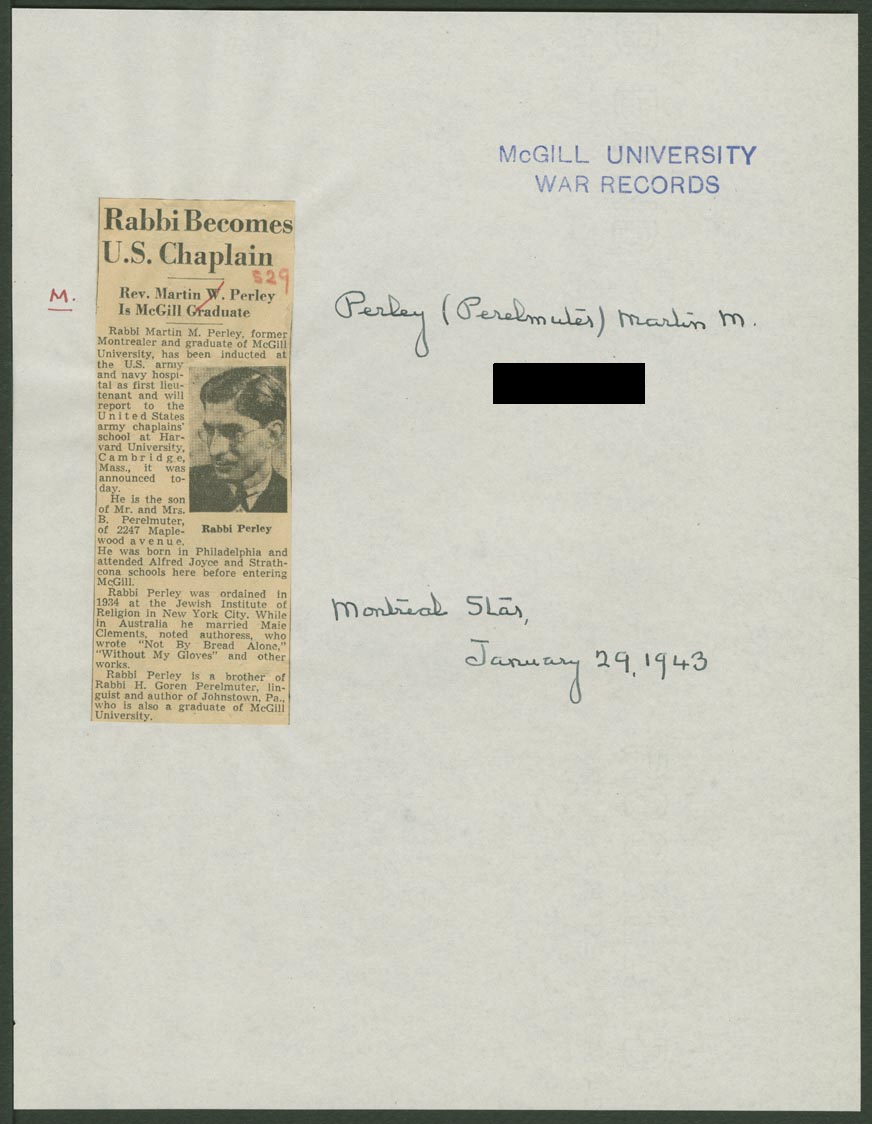 McGILL UNIVERSITY
WAR RECORDS
Rabbi Becomes
U.S. Chaplain
529
M.
Rev. Martin W. Perley
Is McGill Graduate
Rabbi Martin M. Perley, former
Montrealer and graduate of McGill
University, has been inducted at
the U.S. army
and navy hospi-
tal as first lieu-
tenant and will
report to the
United States
army chaplains'
school at Har-
vard University,
Cambridge,
Mass., it was
announced to-
day.
He is the son
of Mr. and Mrs.
B. Perelmuter,
of 2247 Maple-
wood avenue.
Rabbi Perley
He was born in Philadelphia and
attended Alfred Joyce and Strath-
cona schools here before entering
McGill.
Rabbi Perley was ordained in
1934 at the Jewish Institute of
Religion in New York City. While
in Australia he married Maie
Clements, noted authoress, who
wrote "Not By Bread Alone,"
"Without My Gloves" and other
works.
Rabbi Perley is a brother of
Rabbi H. Goren Perelmuter, lin-
guist and author of Johnstown, Pa.,
who is also a graduate of McGill
University.
Perley (Perelmuter) Martin M.
Montreal Star,
January 29, 1943